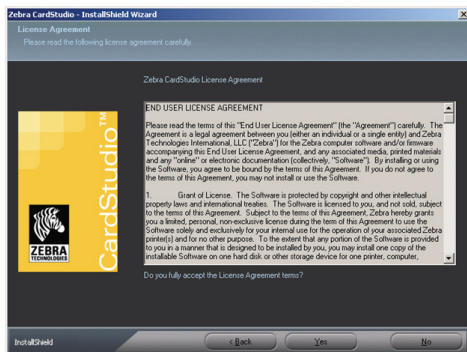 Zebra CardStudio - InstallShield Wizard
License Agreement
Please read the following license agreement carefully.
Zebra CardStudio License Agreement
END USER LICENSE AGREEMENT
Please read the terms of this "End User License Agreement" (the "Agreement") carefully. The
Agreement is a legal agreement between you (either an individual or a single entity) and Zebra
Technologies International, LLC ("Zebra") for the Zebra computer software and/or firmware
accompanying this End User License Agreement, and any associated media, printed materials
and any "online" or electronic documentation (collectively, "Software"). By installing or using
the Software, you agree to be bound by the terms of this Agreement. If you do not agree to
the terms of this Agreement, you may not install or use the Software.
1. Grant of License. The Software is protected by copyright and other intellectual
property laws and international treaties. The Software is licensed to you, and not sold, subject
to the terms of this Agreement. Subject to the terms of this Agreement, Zebra hereby grants
you a limited, personal, non-exclusive license during the term of this Agreement to use the
Software solely and exclusively for your internal use for the operation of your associated Zebra
printer(s) and for no other purpose. To the extent that any portion of the Software is provided
to you in a manner that is designed to be installed by you, you may install one copy of the
installable Software on one hard disk or other storage device for one printer, computer,
CardStudio™
ZEBRA
TECHNOLOGIES
Do you fully accept the License Agreement terms?
InstallShield
< Back
Yes
No